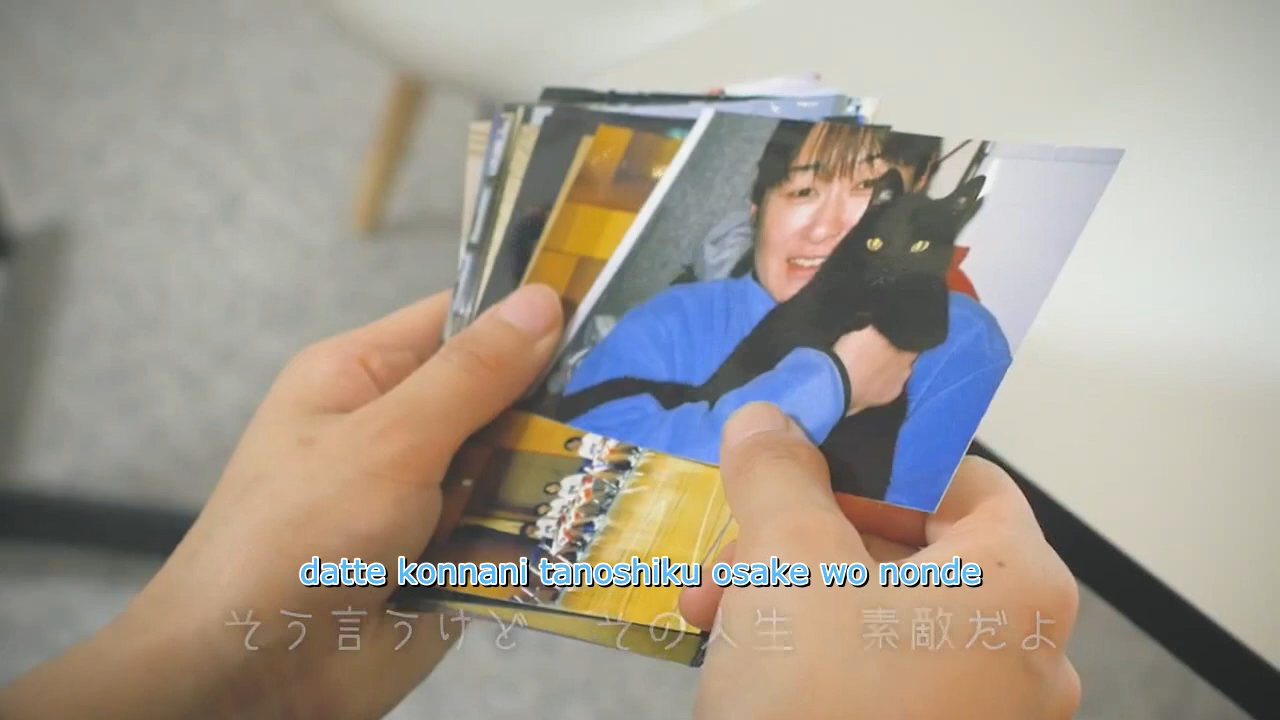 datte konnani tanoshiku osake wo nonde
そう言うけど　その人生　素敵だよ